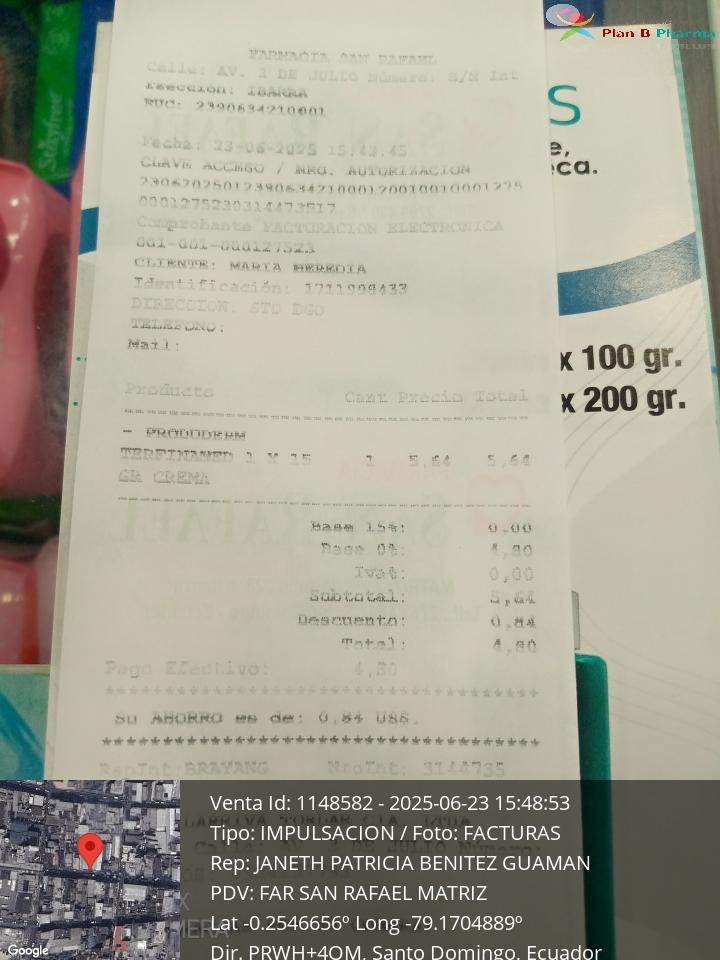 Plan B Pharma
FARMACIA SAN RAFAEL
Calle: AV. 3 DE JULIO Número: S/N Int
rsección: IBARRA
RUC: 2390634210001
Fecha: 23-06-2025 15.43.45
CLAVE ACCESO / NRO. AUTORIZACION
2306202501239063421000120010010001275
00001275230314473517
Comprobante FACTURACION ELECTRONICA
001-001-000127523
CLIENTE: MARIA HEREDIA
Identificación: 1711998433
DIRECCION: STO DGO
TELEFONO:
Mail:
Producto Cant Precio Total
- PRODUDERM
TERFINAMED 1 X 15 1 5,64 5,64
GR CREMA
Base 15%: 0,00
Base 0%: 4,80
Iva%: 0,00
Subtotal: 5,64
Descuento: 0,84
Total: 4,80
Pago Efectivo: 4,80
****************************************
Su AHORRO es de: 0,84 US$.
****************************************
RepInt:BRAYANG NroInt: 3144735
S
e,
eca.
x 100 gr.
x 200 gr.
Venta Id: 1148582 - 2025-06-23 15:48:53
Tipo: IMPULSACION / Foto: FACTURAS
Rep: JANETH PATRICIA BENITEZ GUAMAN
PDV: FAR SAN RAFAEL MATRIZ
Lat -0.2546656º Long -79.1704889º
Dir. PRWH+4QM, Santo Domingo, Ecuador
Google